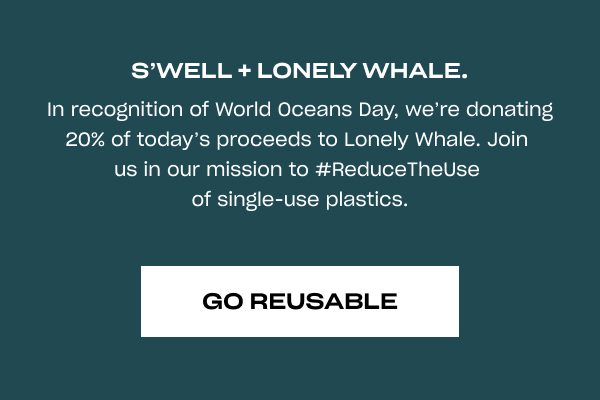 S’WELL + LONELY WHALE.
In recognition of World Oceans Day, we’re donating
20% of today’s proceeds to Lonely Whale. Join
us in our mission to #ReduceTheUse
of single-use plastics.
GO REUSABLE